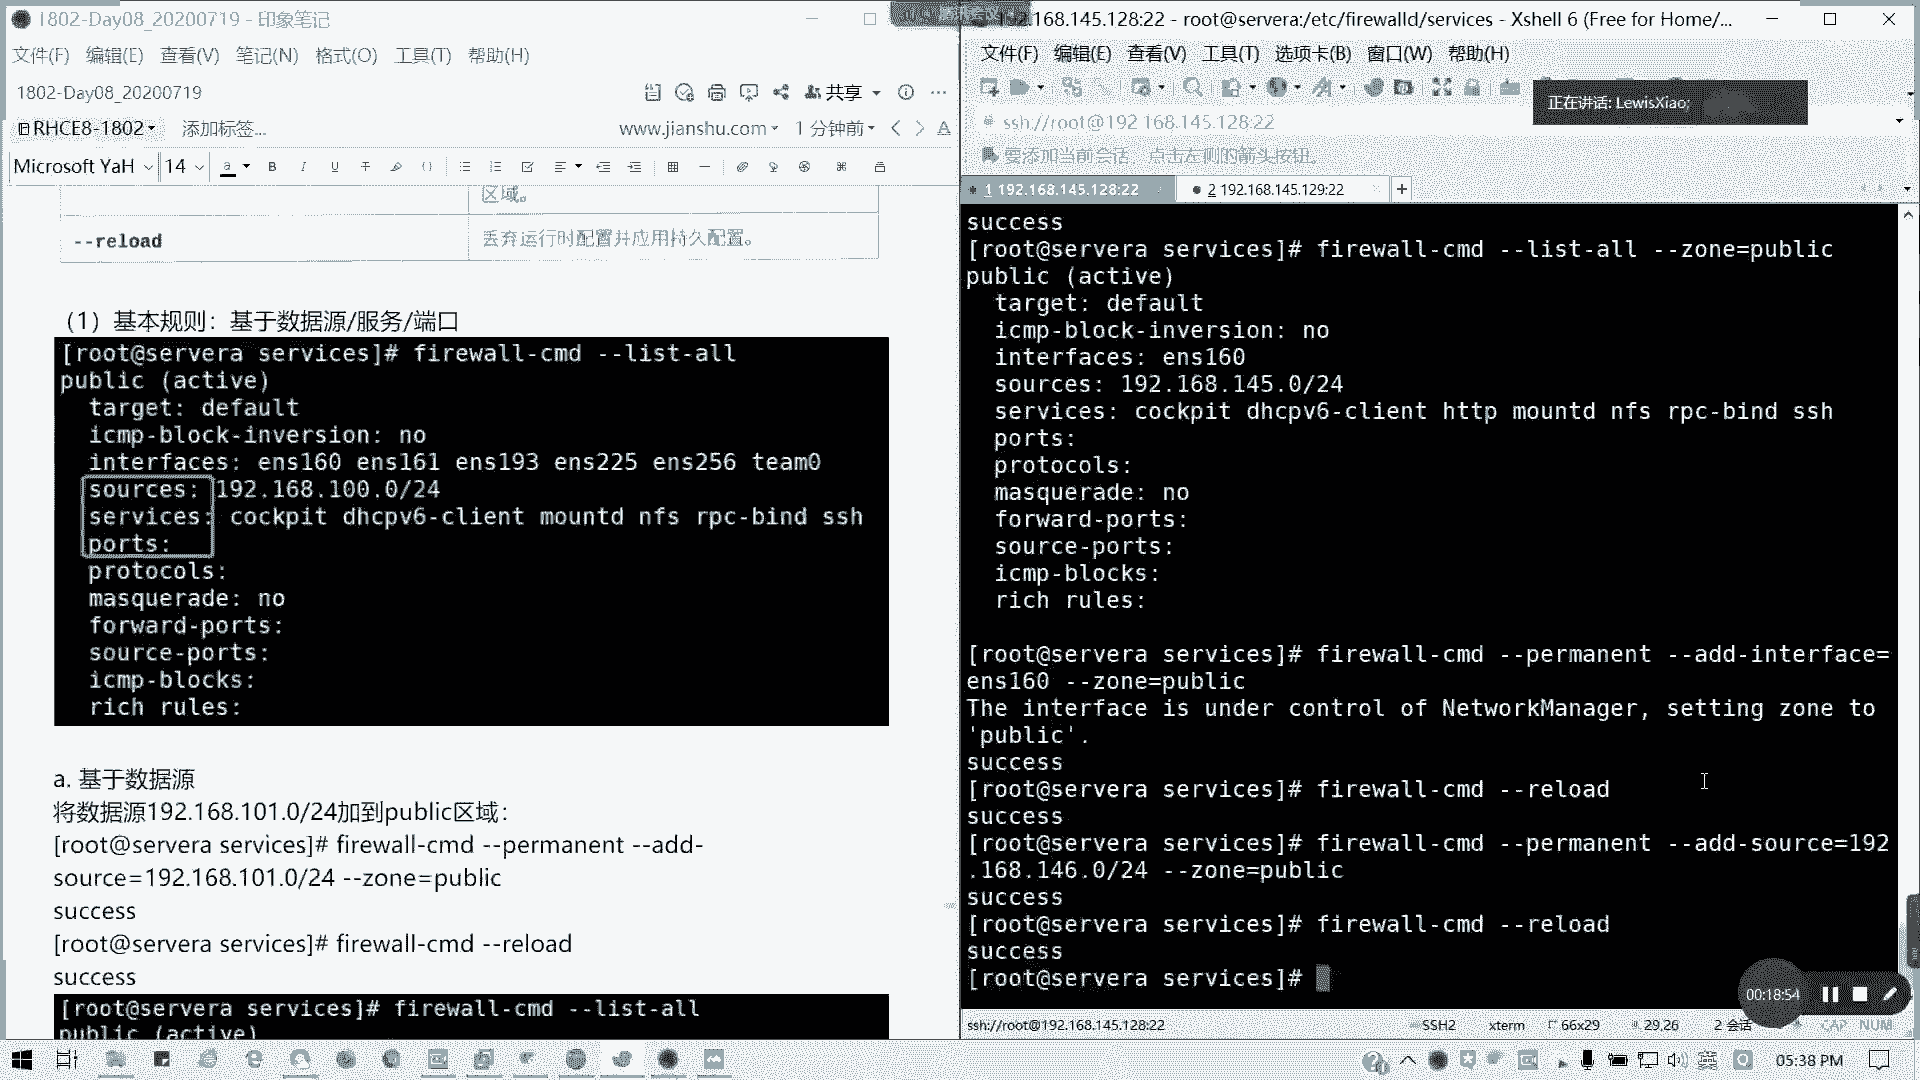 1802-Day08_20200719 - 印象笔记
文件(F) 编辑(E) 查看(V) 笔记(N) 格式(O) 工具(T) 帮助(H)
1802-Day08_20200719
共享
RHCE8-1802 添加标签...
www.jianshu.com 1 分钟前
Microsoft YaH 14
区域。
--reload 丢弃运行时配置并应用持久配置。
（1）基本规则：基于数据源/服务/端口
[root@servera services]# firewall-cmd --list-all
public (active)
target: default
icmp-block-inversion: no
interfaces: ens160 ens161 ens193 ens225 ens256 team0
sources: 192.168.100.0/24
services: cockpit dhcpv6-client mountd nfs rpc-bind ssh
ports:
protocols:
masquerade: no
forward-ports:
source-ports:
icmp-blocks:
rich rules:
a. 基于数据源
将数据源192.168.101.0/24加到public区域：
[root@servera services]# firewall-cmd --permanent --add-
source=192.168.101.0/24 --zone=public
success
[root@servera services]# firewall-cmd --reload
success
[root@servera services]# firewall-cmd --list-all
public (active)
192.168.145.128:22 - root@servera:/etc/firewalld/services - Xshell 6 (Free for Home/...
文件(F) 编辑(E) 查看(V) 工具(T) 选项卡(B) 窗口(W) 帮助(H)
正在讲话: LewisXiao;
ssh://root@192.168.145.128:22
要添加当前会话，点击左侧的箭头按钮。
1 192.168.145.128:22 2 192.168.145.129:22
success
[root@servera services]# firewall-cmd --list-all --zone=public
public (active)
target: default
icmp-block-inversion: no
interfaces: ens160
sources: 192.168.145.0/24
services: cockpit dhcpv6-client http mountd nfs rpc-bind ssh
ports:
protocols:
masquerade: no
forward-ports:
source-ports:
icmp-blocks:
rich rules:
[root@servera services]# firewall-cmd --permanent --add-interface=
ens160 --zone=public
The interface is under control of NetworkManager, setting zone to
'public'.
success
[root@servera services]# firewall-cmd --reload
success
[root@servera services]# firewall-cmd --permanent --add-source=192
.168.146.0/24 --zone=public
success
[root@servera services]# firewall-cmd --reload
success
[root@servera services]#
00:18:54
ssh://root@192.168.145.128:22 SSH2 xterm 66x29 29,26 2 会话 CAP NUM
英 05:38 PM